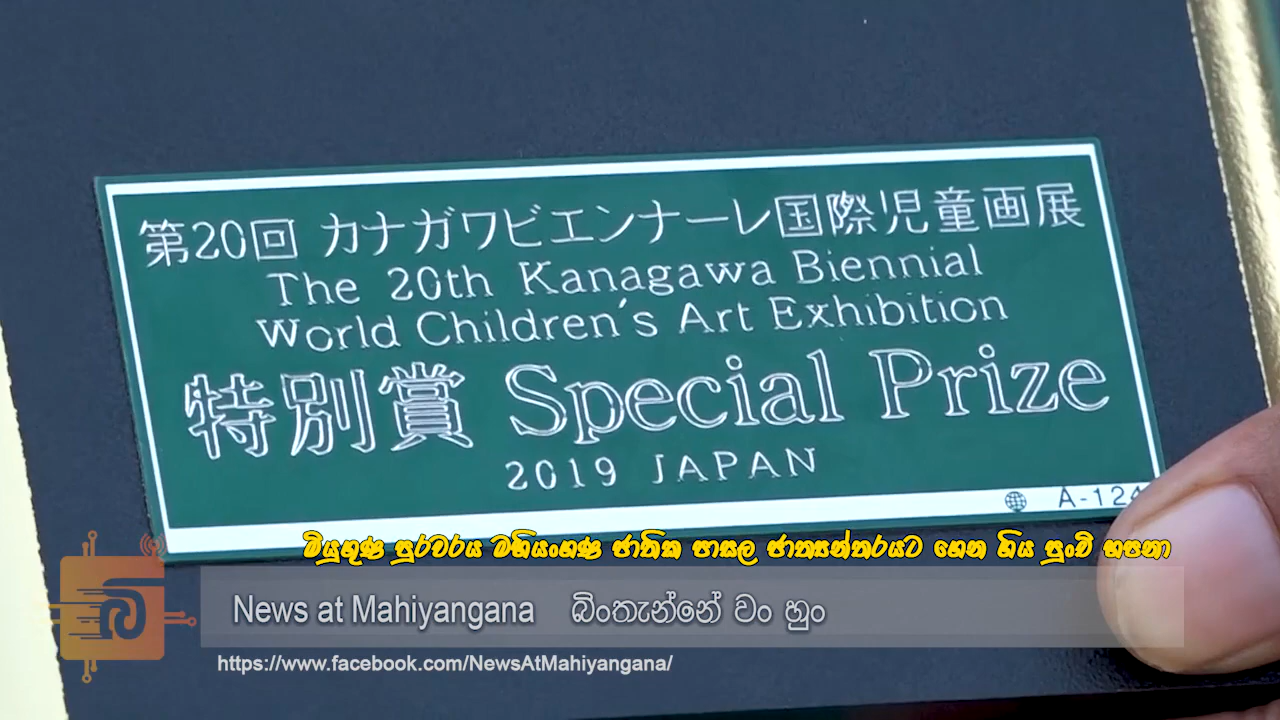 第20回 カナガワビエンナーレ国際児童画展
The 20th Kanagawa Biennial
World Children's Art Exhibition
特別賞 Special Prize
2019 JAPAN
A-124
මියුගුණ පුරවරය මහියංගණ ජාතික පාසල ජාත්‍යන්තරයට ගෙන ගිය පුංචි හපනා
බි
News at Mahiyangana බිංතැන්නේ වං හුං
https://www.facebook.com/NewsAtMahiyangana/